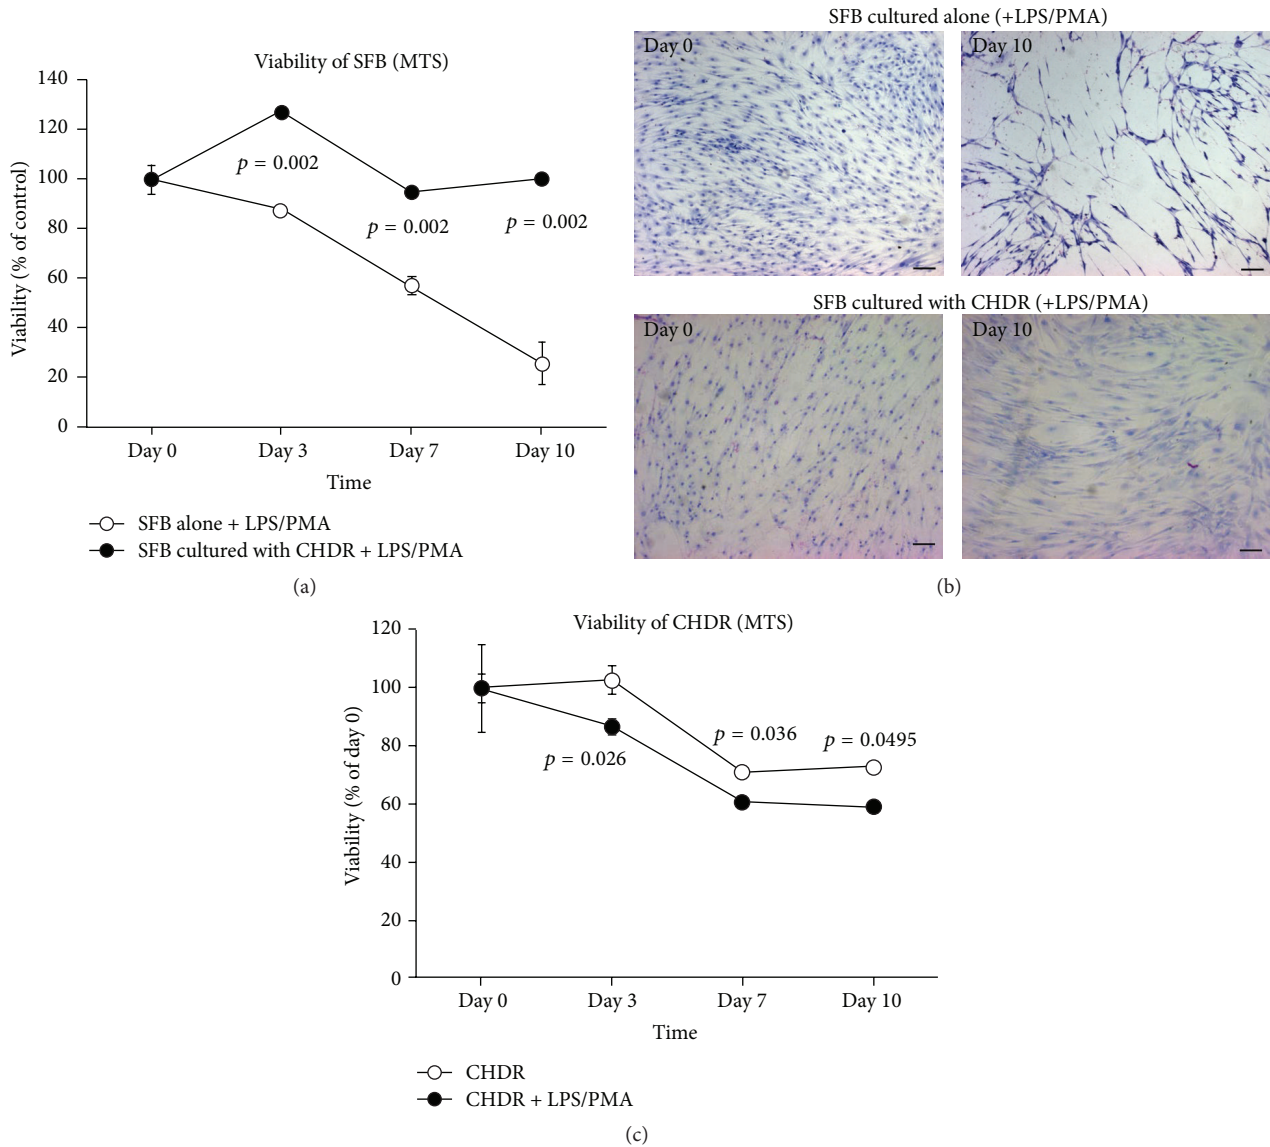 Viability of SFB (MTS)
140
120
100
80
60
40
20
0
Viability (% of control)
p = 0.002
p = 0.002
p = 0.002
Day 0
Day 3
Day 7
Day 10
Time
SFB alone + LPS/PMA
SFB cultured with CHDR + LPS/PMA
(a)
SFB cultured alone (+LPS/PMA)
Day 0
Day 10
SFB cultured with CHDR (+LPS/PMA)
Day 0
Day 10
(b)
Viability of CHDR (MTS)
120
100
80
60
40
20
0
Viability (% of day 0)
p = 0.026
p = 0.036
p = 0.0495
Day 0
Day 3
Day 7
Day 10
Time
CHDR
CHDR + LPS/PMA
(c)